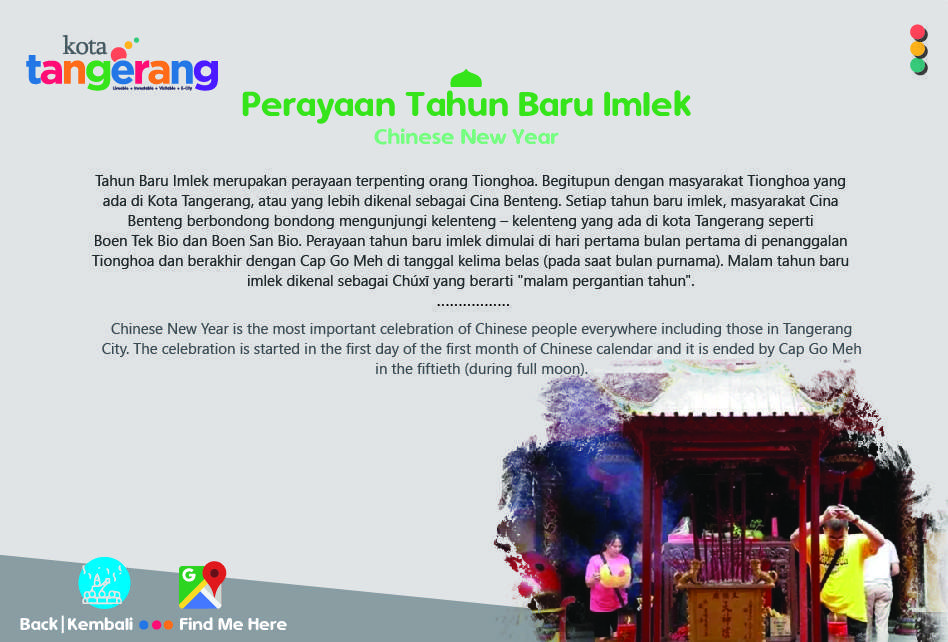 kota
tangerang
Liveable • Investable • Visitable • E-City
Perayaan Tahun Baru Imlek
Chinese New Year
Tahun Baru Imlek merupakan perayaan terpenting orang Tionghoa. Begitupun dengan masyarakat Tionghoa yang
ada di Kota Tangerang, atau yang lebih dikenal sebagai Cina Benteng. Setiap tahun baru imlek, masyarakat Cina
Benteng berbondong bondong mengunjungi kelenteng – kelenteng yang ada di kota Tangerang seperti
Boen Tek Bio dan Boen San Bio. Perayaan tahun baru imlek dimulai di hari pertama bulan pertama di penanggalan
Tionghoa dan berakhir dengan Cap Go Meh di tanggal kelima belas (pada saat bulan purnama). Malam tahun baru
imlek dikenal sebagai Chúxī yang berarti "malam pergantian tahun".
.................
Chinese New Year is the most important celebration of Chinese people everywhere including those in Tangerang
City. The celebration is started in the first day of the first month of Chinese calendar and it is ended by Cap Go Meh
in the fiftieth (during full moon).
G
Back|Kembali Find Me Here